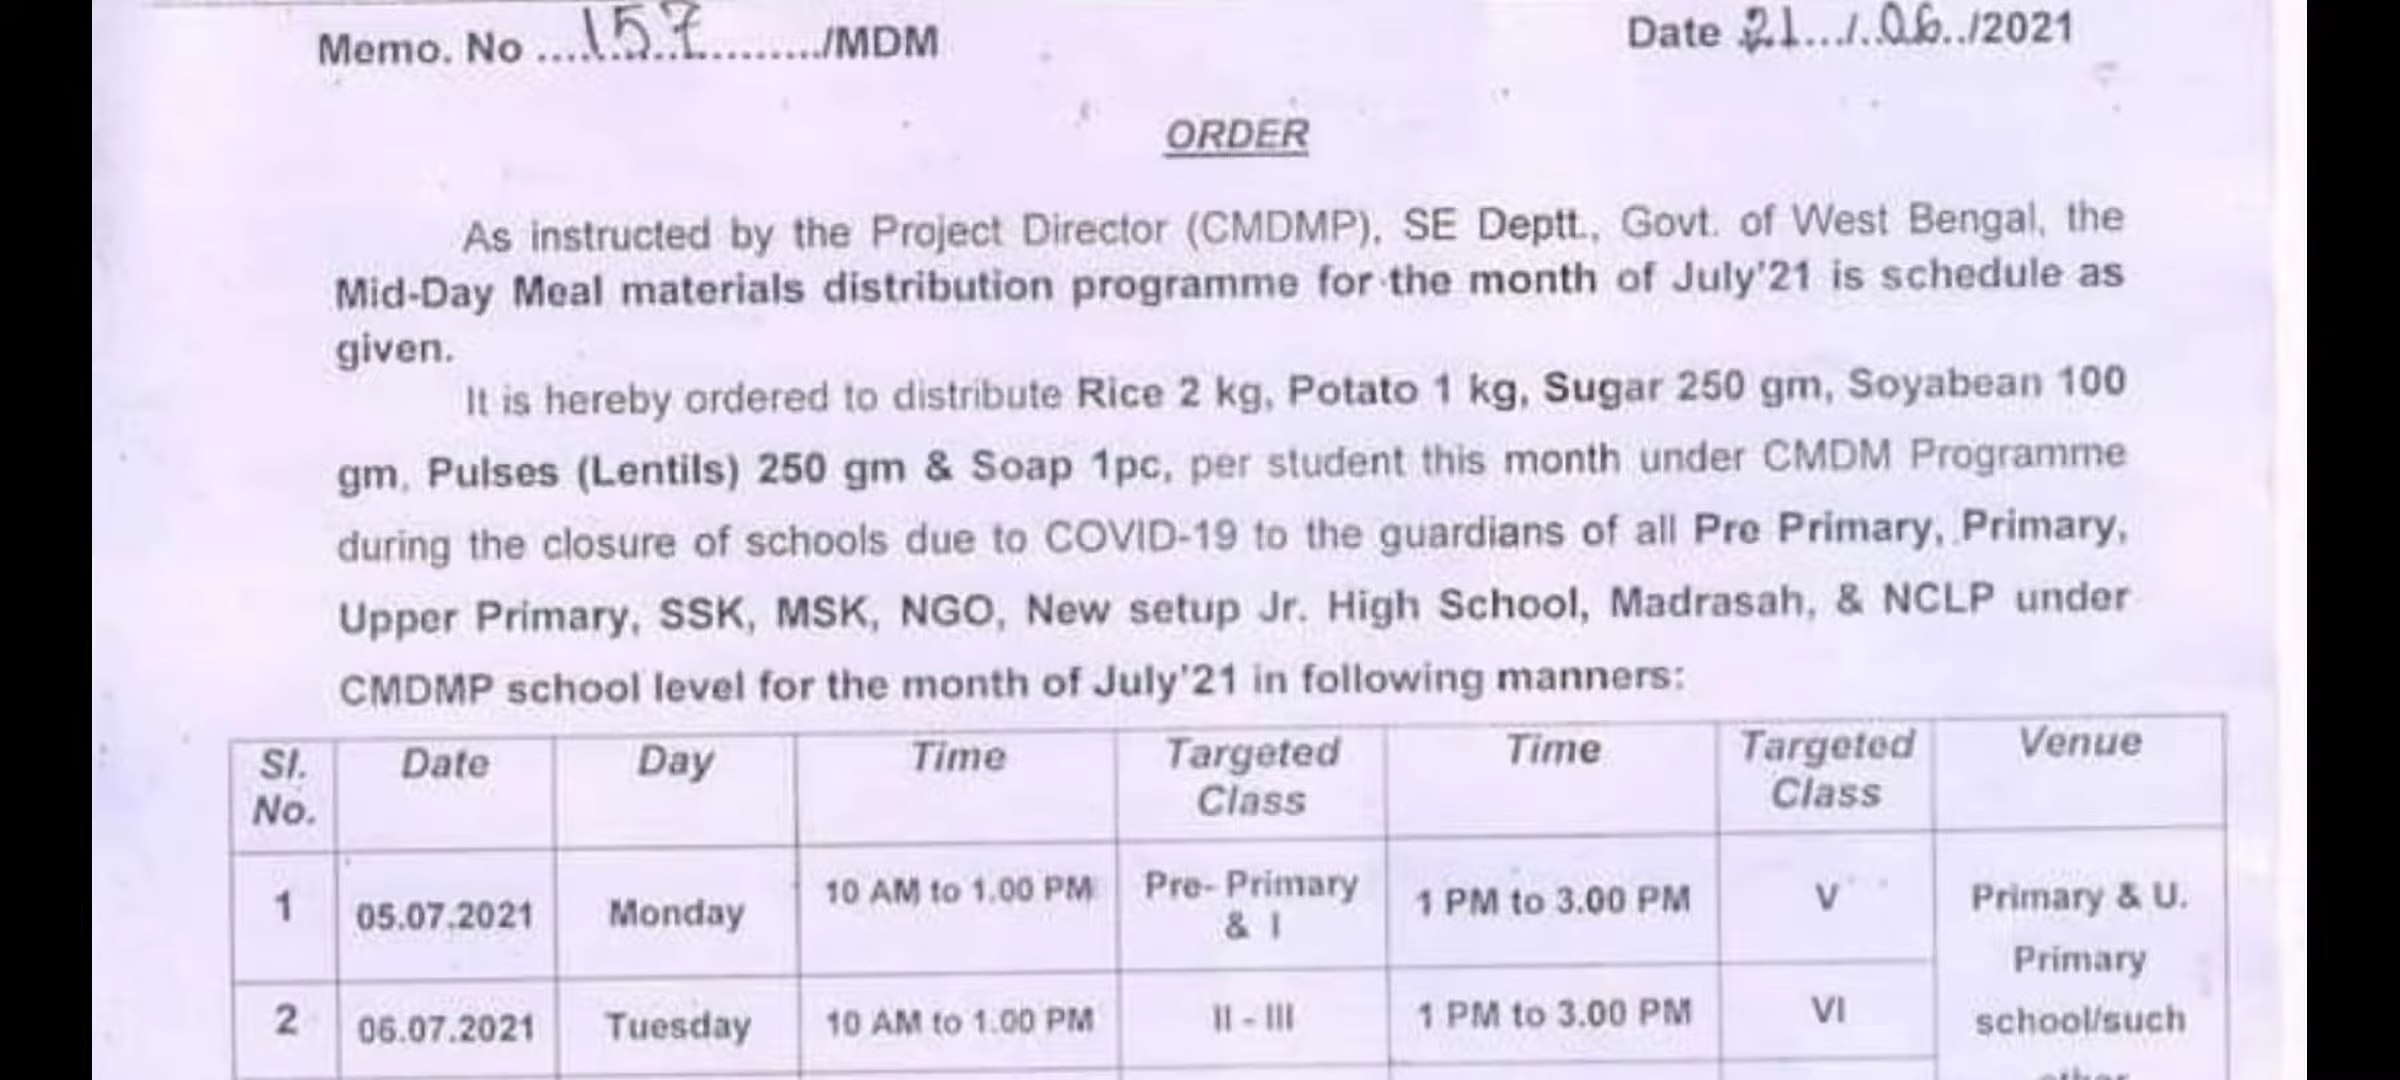 Memo. No ....157........./MDM
Date 21.../..06../2021
ORDER
As instructed by the Project Director (CMDMP), SE Deptt., Govt. of West Bengal, the
Mid-Day Meal materials distribution programme for the month of July'21 is schedule as
given.
It is hereby ordered to distribute Rice 2 kg, Potato 1 kg, Sugar 250 gm, Soyabean 100
gm, Pulses (Lentils) 250 gm & Soap 1pc, per student this month under CMDM Programme
during the closure of schools due to COVID-19 to the guardians of all Pre Primary, Primary,
Upper Primary, SSK, MSK, NGO, New setup Jr. High School, Madrasah, & NCLP under
CMDMP school level for the month of July'21 in following manners:
Sl. No. Date Day Time Targeted Class Time Targeted Class Venue
1 05.07.2021 Monday 10 AM to 1.00 PM Pre- Primary & I 1 PM to 3.00 PM V Primary & U.
Primary
2 06.07.2021 Tuesday 10 AM to 1.00 PM II - III 1 PM to 3.00 PM VI school/such